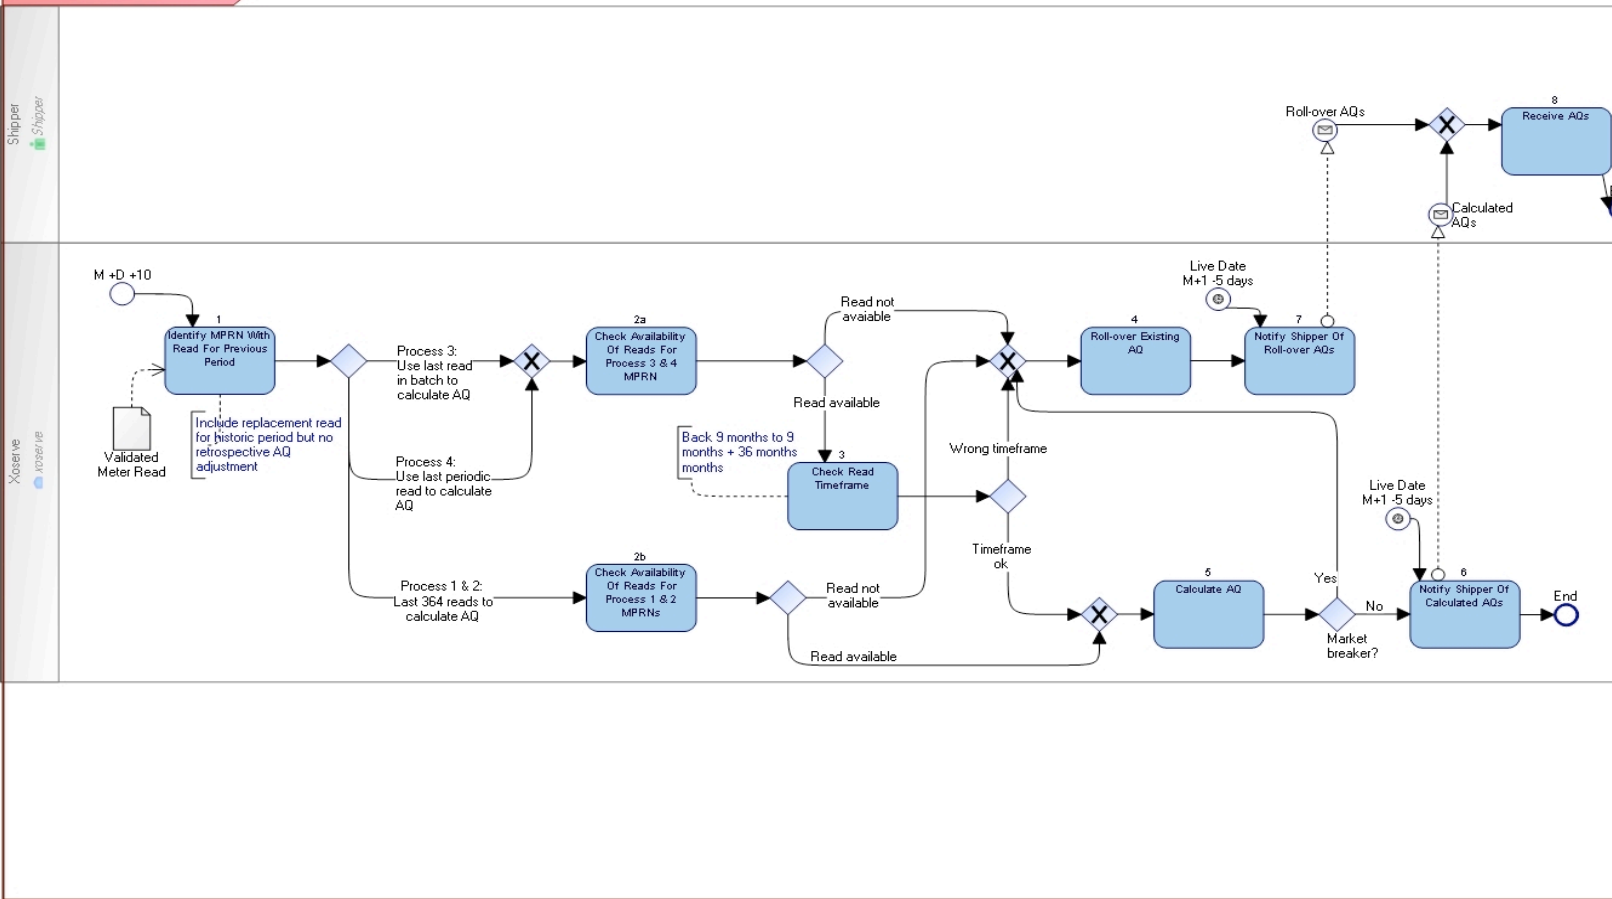 Shipper
Shipper
Roll-over AQs
8
Receive AQs
Calculated
AQs
Xoserve
xoserve
M +D +10
1
Identify MPRN With
Read For Previous
Period
Validated
Meter Read
Include replacement read
for historic period but no
retrospective AQ
adjustment
Process 3:
Use last read
in batch to
calculate AQ
Process 4:
Use last periodic
read to calculate
AQ
Process 1 & 2:
Last 364 reads to
calculate AQ
2a
Check Availability
Of Reads For
Process 3 & 4
MPRN
2b
Check Availability
Of Reads For
Process 1 & 2
MPRNs
Read not
avaiable
Read available
Back 9 months to 9
months + 36 months
months
3
Check Read
Timeframe
Read not
available
Read available
Wrong timeframe
Timeframe
ok
4
Roll-over Existing
AQ
Live Date
M+1 -5 days
7
Notify Shipper Of
Roll-over AQs
5
Calculate AQ
Yes
No
Market
breaker?
Live Date
M+1 -5 days
6
Notify Shipper Of
Calculated AQs
End